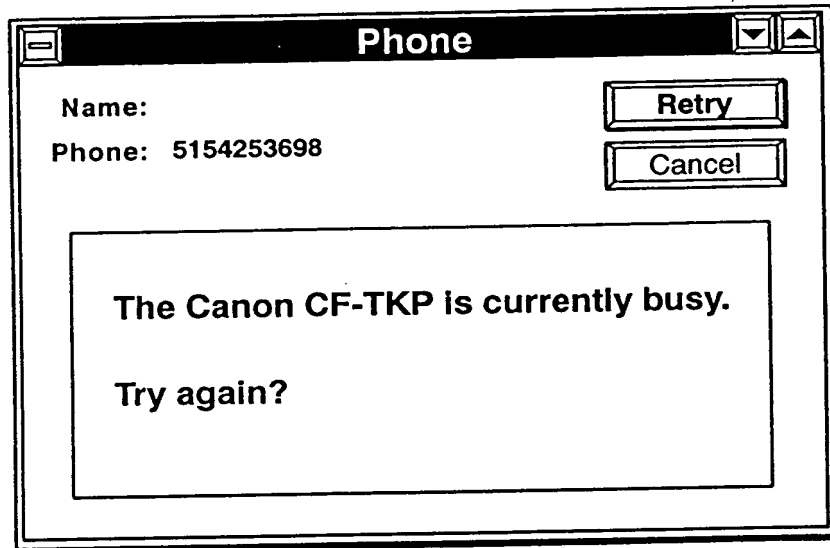 Phone
Name:
Retry
Phone: 5154253698
Cancel
The Canon CF-TKP is currently busy.
Try again?